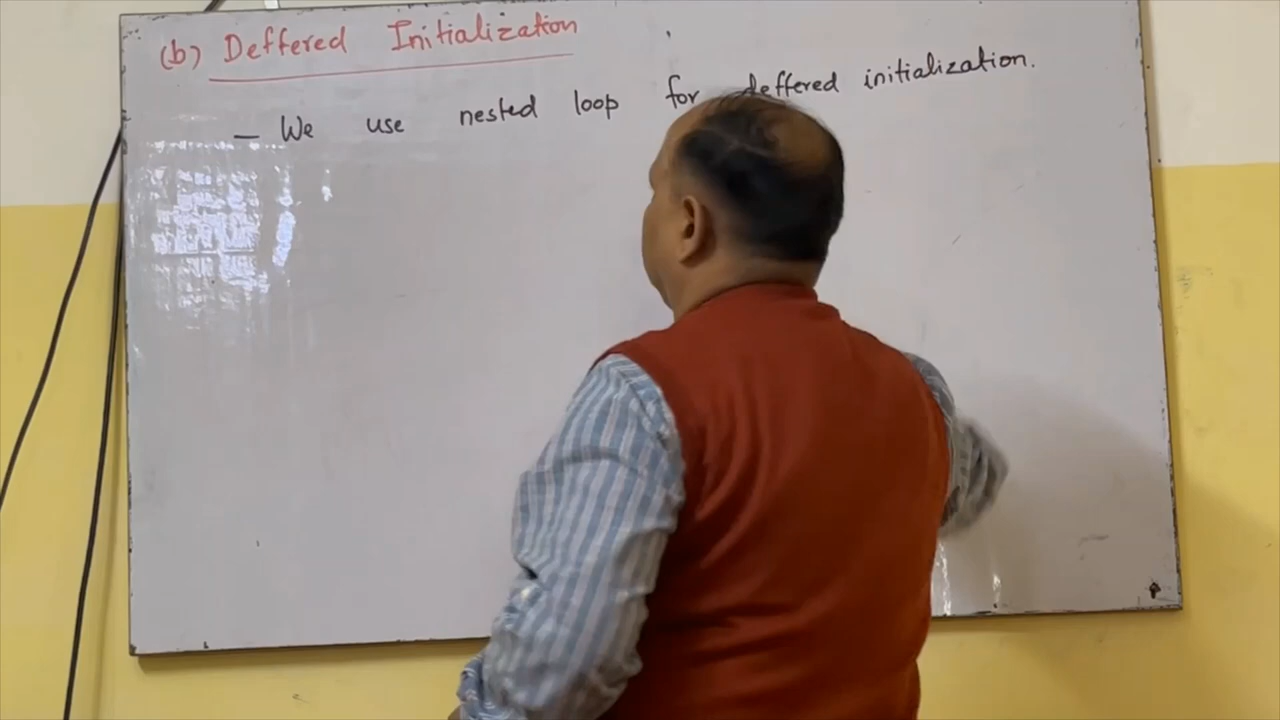 (b) Deffered Initialization
– We use nested loop for deffered initialization.